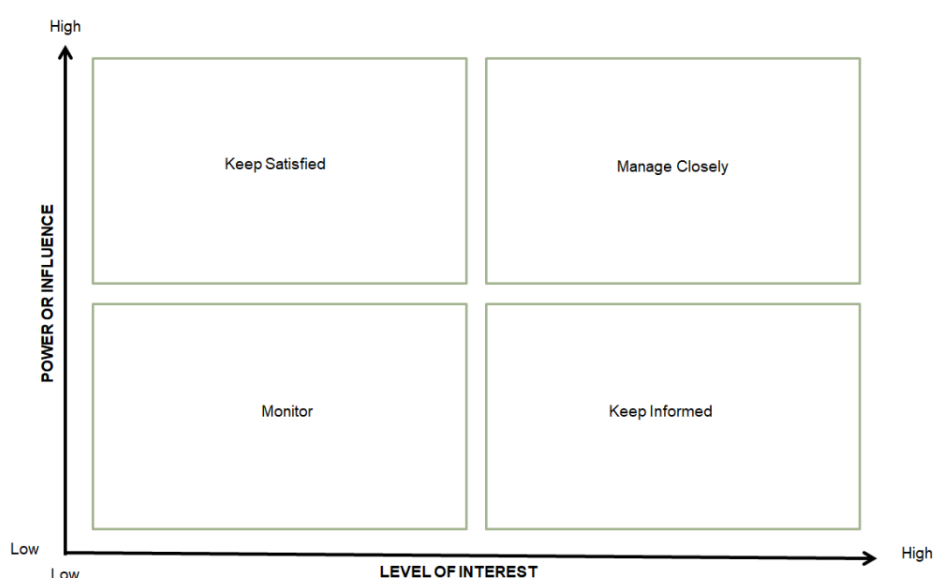 High
Keep Satisfied
Manage Closely
POWER OR INFLUENCE
Monitor
Keep Informed
Low
High
Low
LEVEL OF INTEREST